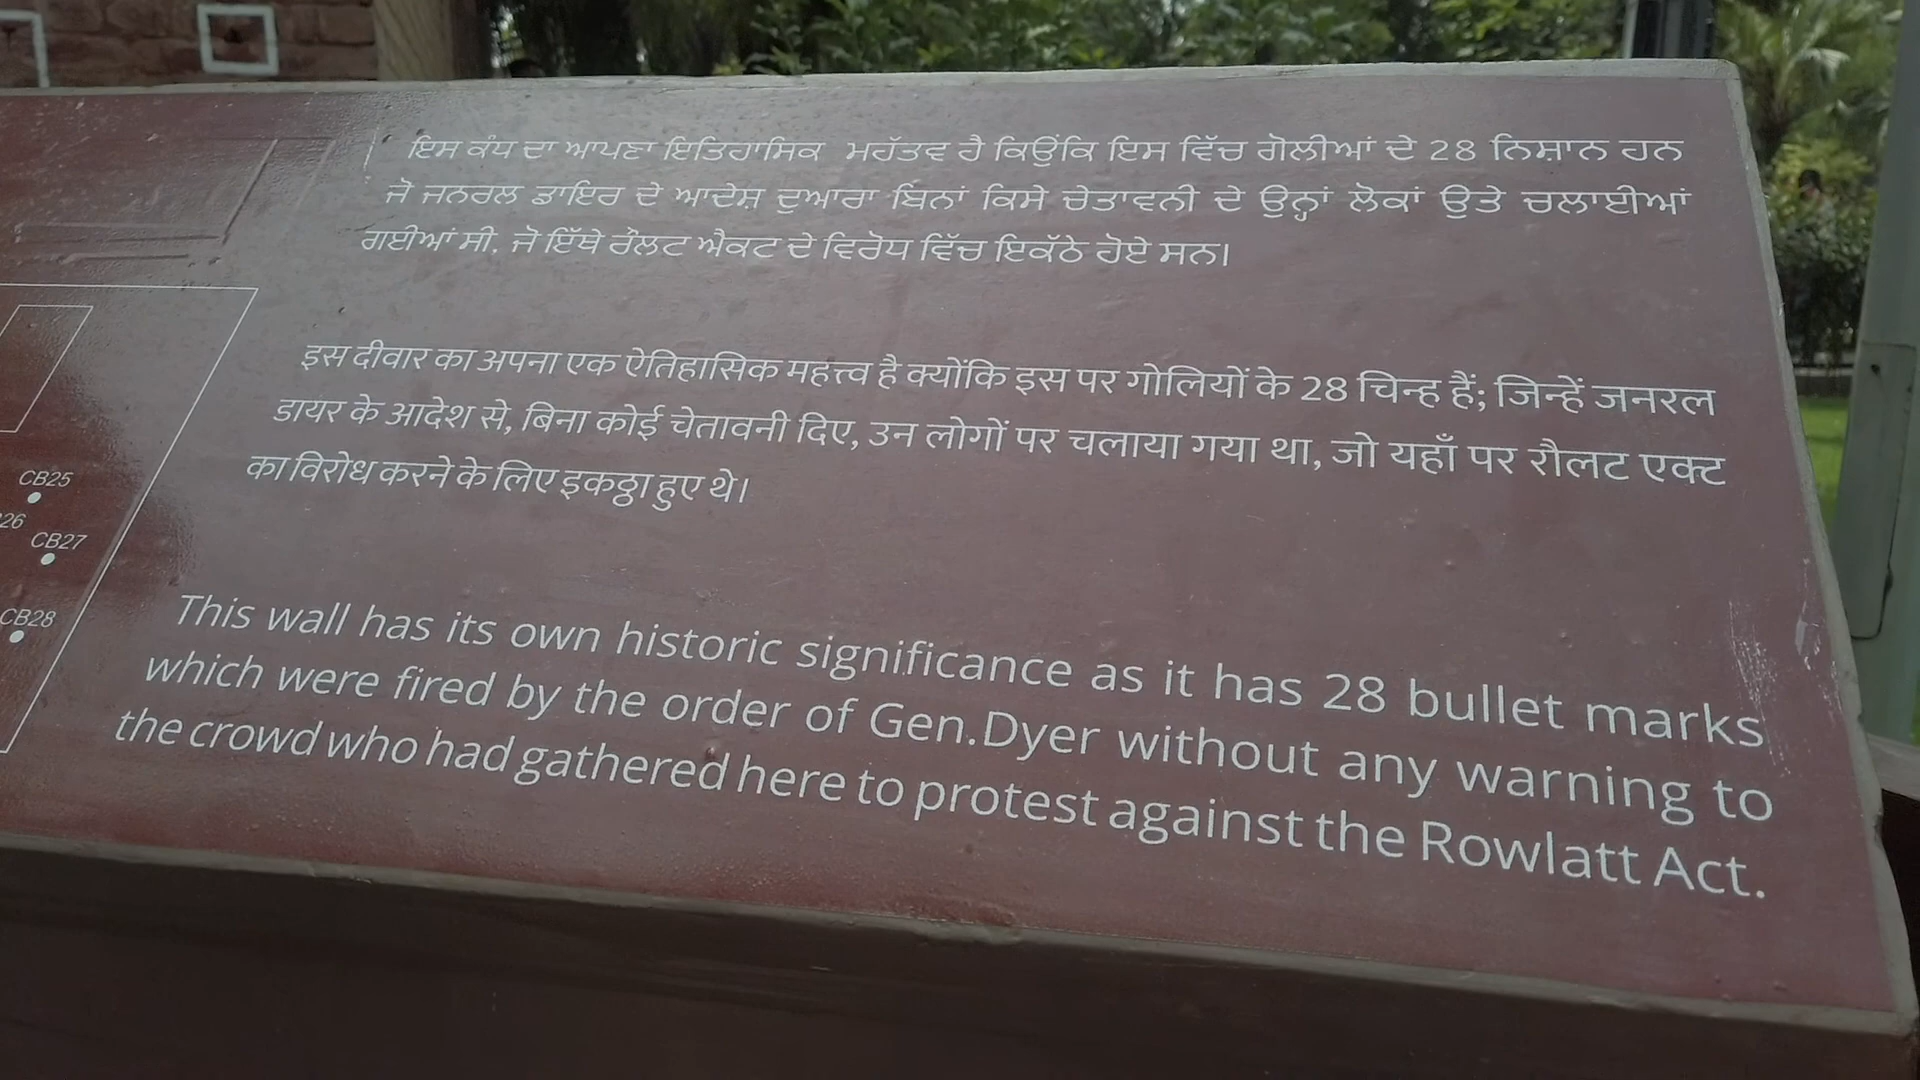 ਇਸ ਕੰਧ ਦਾ ਆਪਣਾ ਇਤਿਹਾਸਿਕ ਮਹੱਤਵ ਹੈ ਕਿਉਂਕਿ ਇਸ ਵਿੱਚ ਗੋਲੀਆਂ ਦੇ 28 ਨਿਸ਼ਾਨ ਹਨ
ਜੋ ਜਨਰਲ ਡਾਇਰ ਦੇ ਆਦੇਸ਼ ਦੁਆਰਾ ਬਿਨਾਂ ਕਿਸੇ ਚੇਤਾਵਨੀ ਦੇ ਉਨ੍ਹਾਂ ਲੋਕਾਂ ਉਤੇ ਚਲਾਈਆਂ
ਗਈਆਂ ਸੀ, ਜੋ ਇੱਥੇ ਰੌਲਟ ਐਕਟ ਦੇ ਵਿਰੋਧ ਵਿੱਚ ਇਕੱਠੇ ਹੋਏ ਸਨ।
इस दीवार का अपना एक ऐतिहासिक महत्त्व है क्योंकि इस पर गोलियों के 28 चिन्ह हैं; जिन्हें जनरल
डायर के आदेश से, बिना कोई चेतावनी दिए, उन लोगों पर चलाया गया था, जो यहाँ पर रौलट एक्ट
का विरोध करने के लिए इकठ्ठा हुए थे।
CB25
26
CB27
CB28
This wall has its own historic significance as it has 28 bullet marks
which were fired by the order of Gen.Dyer without any warning to
the crowd who had gathered here to protest against the Rowlatt Act.